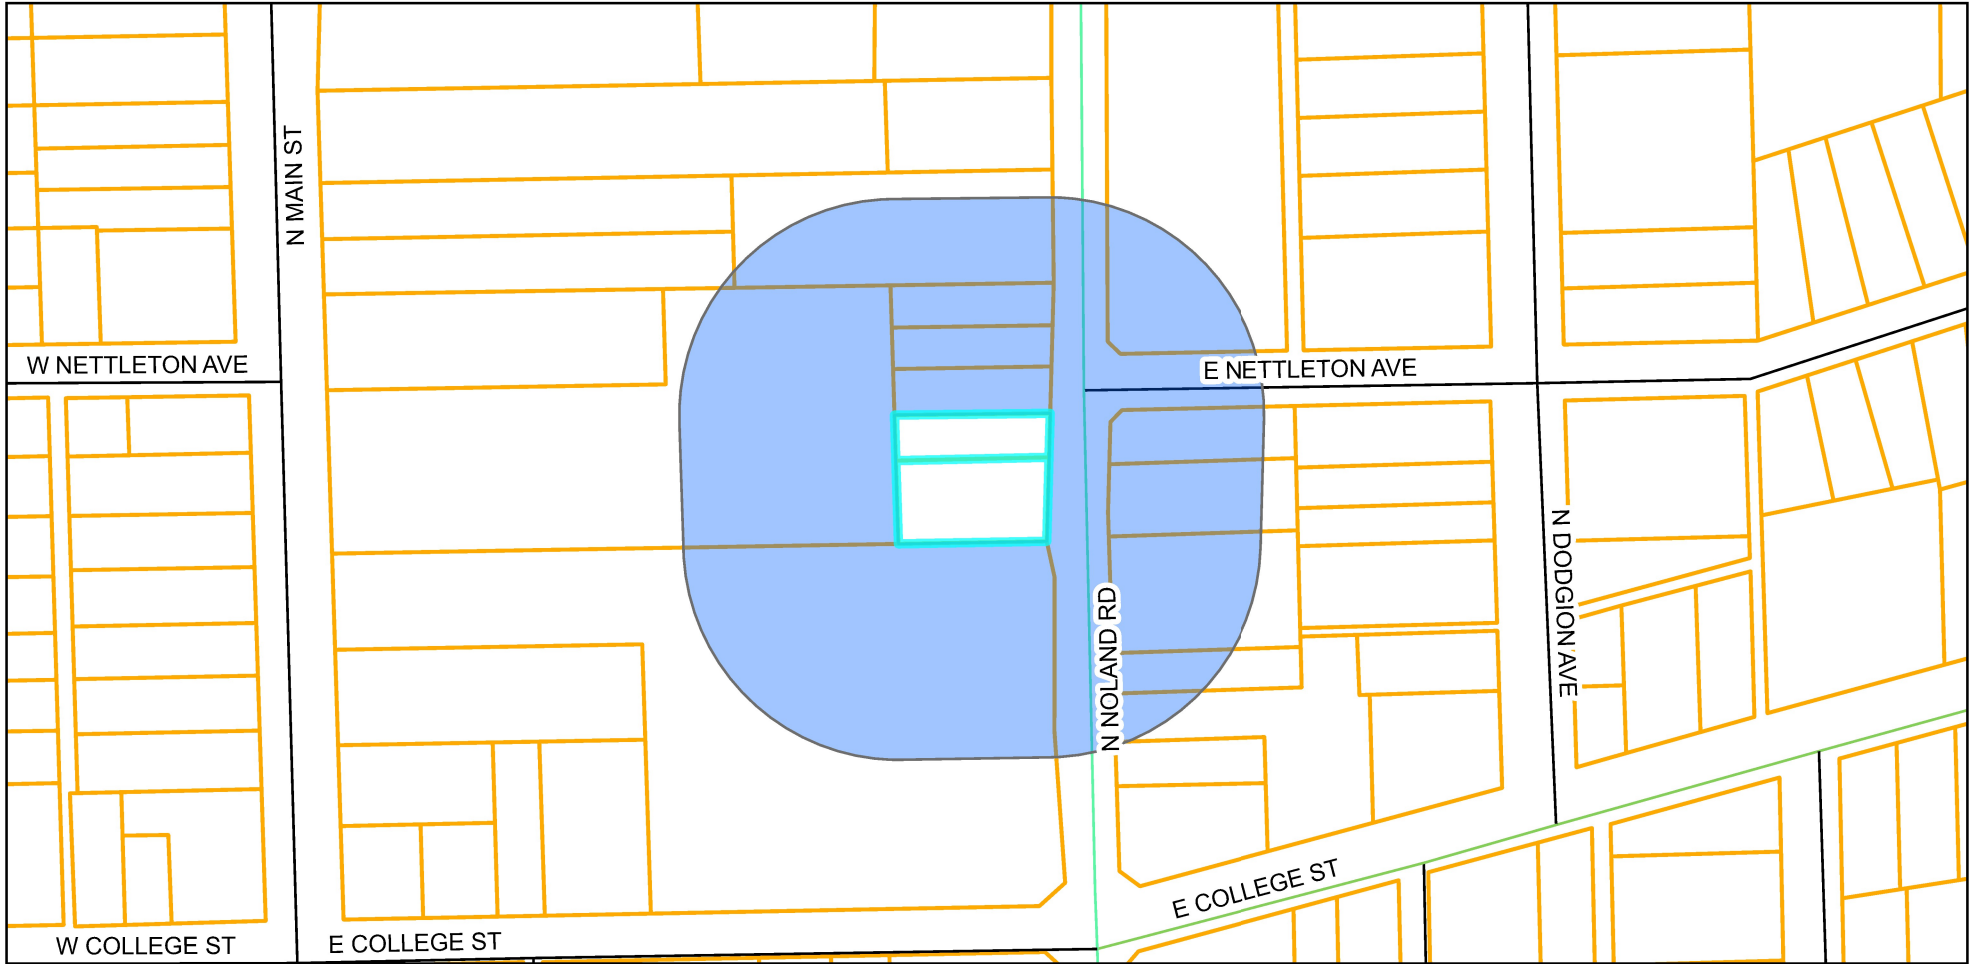 N MAIN ST
W NETTLETON AVE
E NETTLETON AVE
N DODGION AVE
N NOLAND RD
E COLLEGE ST
W COLLEGE ST
E COLLEGE ST